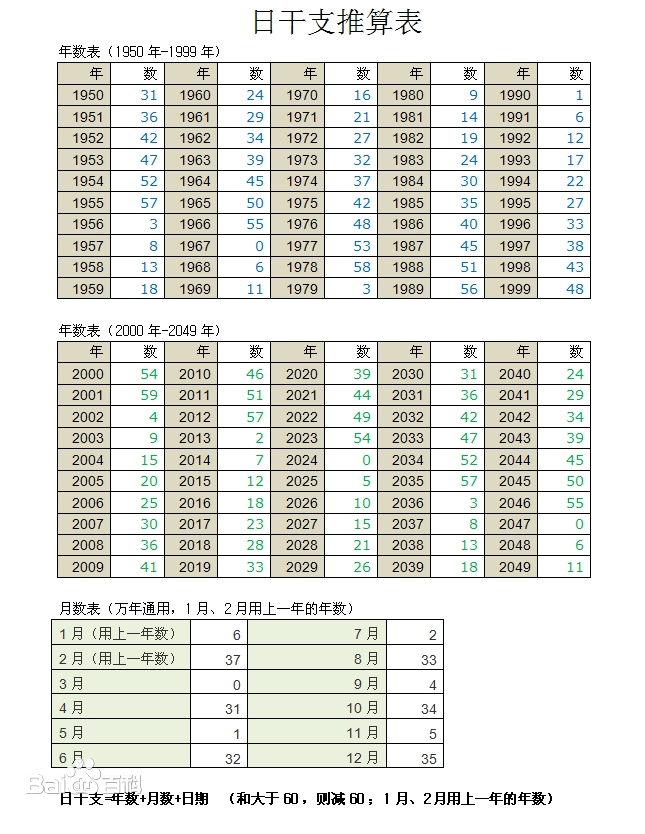 日干支推算表
年数表（1950 年-1999 年）
年 数 年 数 年 数 年 数 年 数
1950 31 1960 24 1970 16 1980 9 1990 1
1951 36 1961 29 1971 21 1981 14 1991 6
1952 42 1962 34 1972 27 1982 19 1992 12
1953 47 1963 39 1973 32 1983 24 1993 17
1954 52 1964 45 1974 37 1984 30 1994 22
1955 57 1965 50 1975 42 1985 35 1995 27
1956 3 1966 55 1976 48 1986 40 1996 33
1957 8 1967 0 1977 53 1987 45 1997 38
1958 13 1968 6 1978 58 1988 51 1998 43
1959 18 1969 11 1979 3 1989 56 1999 48
年数表（2000 年-2049 年）
年 数 年 数 年 数 年 数 年 数
2000 54 2010 46 2020 39 2030 31 2040 24
2001 59 2011 51 2021 44 2031 36 2041 29
2002 4 2012 57 2022 49 2032 42 2042 34
2003 9 2013 2 2023 54 2033 47 2043 39
2004 15 2014 7 2024 0 2034 52 2044 45
2005 20 2015 12 2025 5 2035 57 2045 50
2006 25 2016 18 2026 10 2036 3 2046 55
2007 30 2017 23 2027 15 2037 8 2047 0
2008 36 2018 28 2028 21 2038 13 2048 6
2009 41 2019 33 2029 26 2039 18 2049 11
月数表（万年通用，1 月、2 月用上一年的年数）
1 月（用上一年数） 6 7 月 2
2 月（用上一年数） 37 8 月 33
3 月 0 9 月 4
4 月 31 10 月 34
5 月 1 11 月 5
6 月 32 12 月 35
Baidu百科
日干支=年数+月数+日期 （和大于 60，则减 60；1 月、2月用上一年的年数）